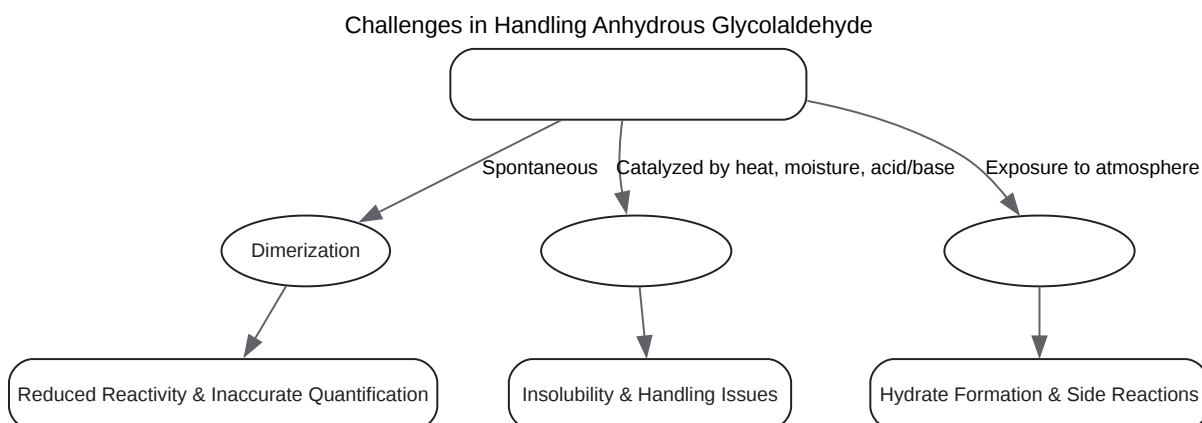 Challenges in Handling Anhydrous Glycolaldehyde
Spontaneous
Catalyzed by heat, moisture, acid/base
Exposure to atmosphere
Dimerization
Reduced Reactivity & Inaccurate Quantification
Insolubility & Handling Issues
Hydrate Formation & Side Reactions